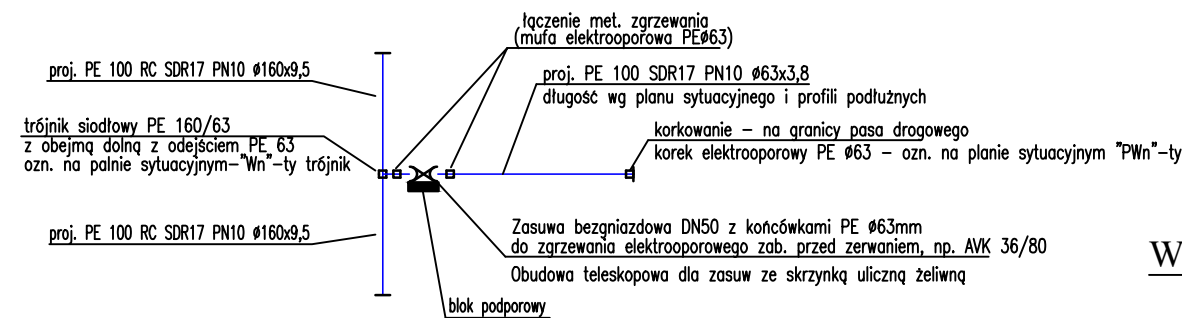 łączenie met. zgrzewania
(mufa elektrooporowa PEø63)
proj. PE 100 RC SDR17 PN10 ø160x9,5
proj. PE 100 SDR17 PN10 ø63x3,8
długość wg planu sytuacyjnego i profili podłużnych
trójnik siodłowy PE 160/63
z obejmą dolną z odejściem PE 63
ozn. na palnie sytuacyjnym-"Wn"-ty trójnik
korkowanie – na granicy pasa drogowego
korek elektrooporowy PE ø63 – ozn. na planie sytuacyjnym "PWn"-ty
proj. PE 100 RC SDR17 PN10 ø160x9,5
Zasuwa bezgniazdowa DN50 z końcówkami PE ø63mm
do zgrzewania elektrooporowego zab. przed zerwaniem, np. AVK 36/80
Obudowa teleskopowa dla zasuw ze skrzynką uliczną żeliwną
W
blok podporowy